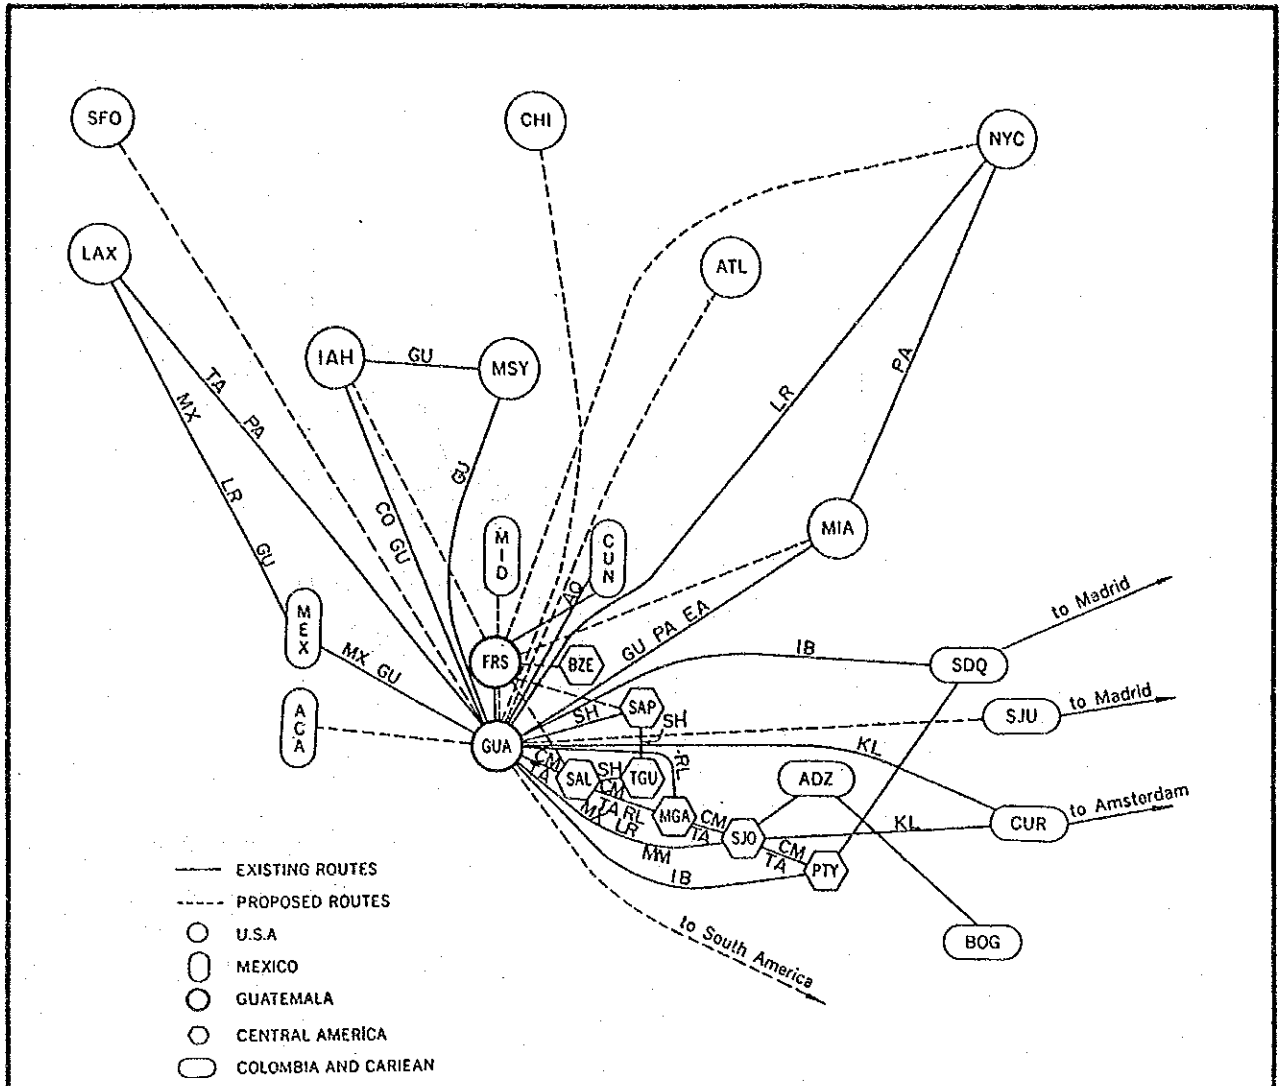 SFO
CHI
NYC
LAX
ATL
IAH
GU
MSY
TA
PA
MX
LR
PA
LR
GU
GU
CO GU
MID
CUN
MIA
AQ
MEX
to Madrid
GU PA EA
IB
FRS
BZE
SDQ
MX GU
SAP
ACA
SH
SH
SJU
to Madrid
GUA
KL
RL
CM
TA
SAL
SH
CM
TGU
ADZ
to Amsterdam
TA RL
MX
LR
MGA
CM
TA
SJO
KL
CUR
MM
CM
TA
PTY
IB
EXISTING ROUTES
PROPOSED ROUTES
to South America
BOG
U.S.A
MEXICO
GUATEMALA
CENTRAL AMERICA
COLOMBIA AND CARIEAN